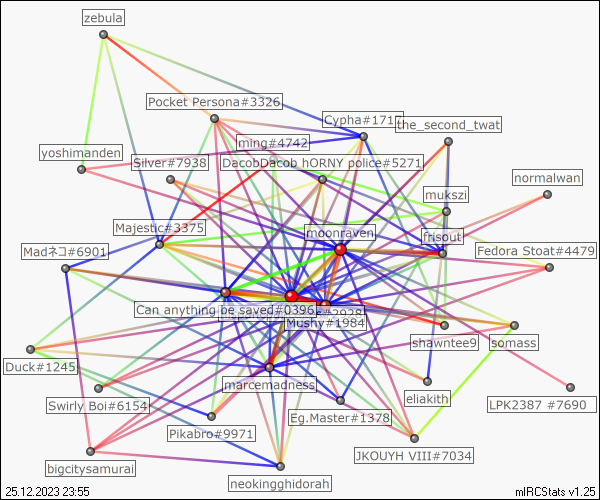 zebula
Pocket Persona#3326
Cypha#171
the_second_twat
ming#4742
yoshimanden
Silver#7938
DacobDacob hORNY police#5271
normalwan
mukszi
Majestic#3375
moonraven
frisout
Madネコ#6901
Fedora Stoat#4479
Can anything be saved#0396
#2928
Mushy#1984
shawntee9
somass
Duck#1245
marcemadness
eliakith
Swirly Boi#6154
Eg.Master#1378
LPK2387 #7690
Pikabro#9971
JKOUYH VIII#7034
bigcitysamurai
neokingghidorah
25.12.2023 23:55
mIRCStats v1.25